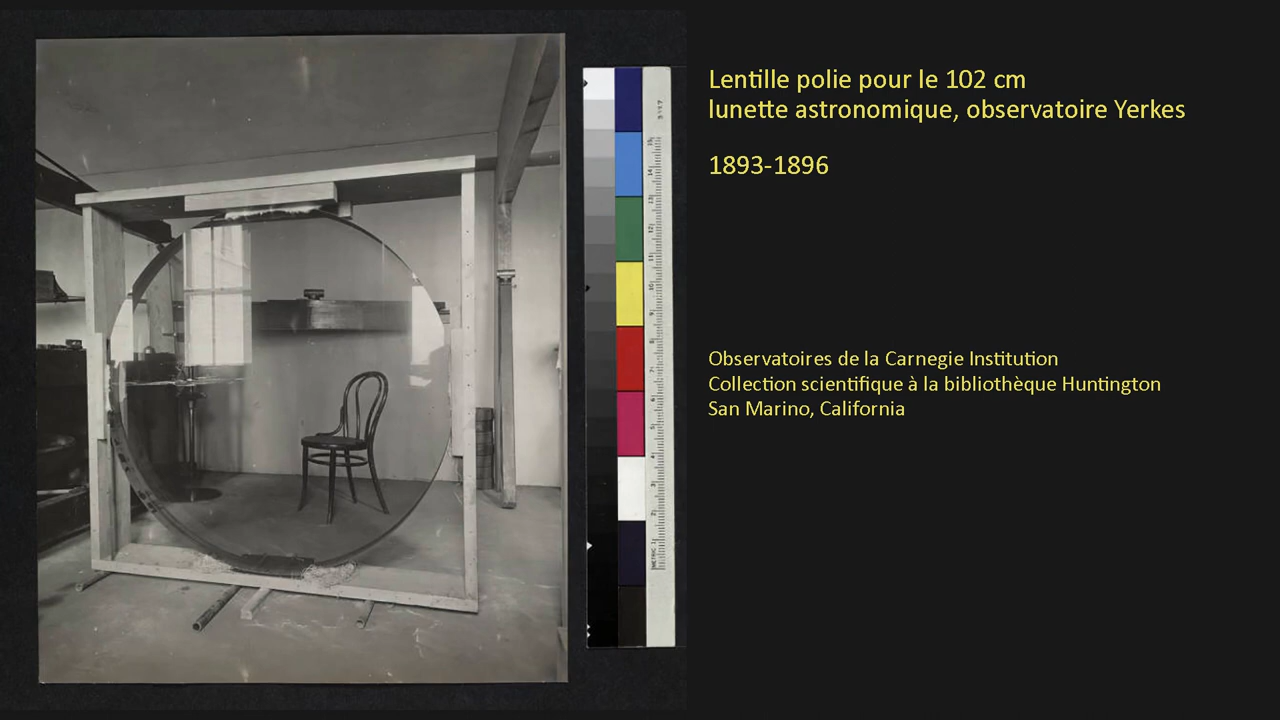 Lentille polie pour le 102 cm
lunette astronomique, observatoire Yerkes
1893-1896
Observatoires de la Carnegie Institution
Collection scientifique à la bibliothèque Huntington
San Marino, California